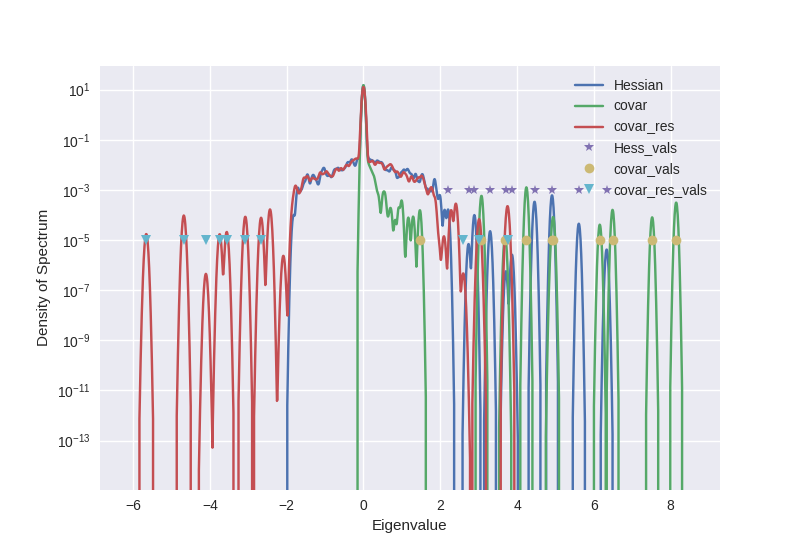 Hessian
covar
covar_res
Hess_vals
covar_vals
covar_res_vals
10^1
10^−1
10^−3
10^−5
10^−7
10^−9
10^−11
10^−13
Density of Spectrum
−6 −4 −2 0 2 4 6 8
Eigenvalue